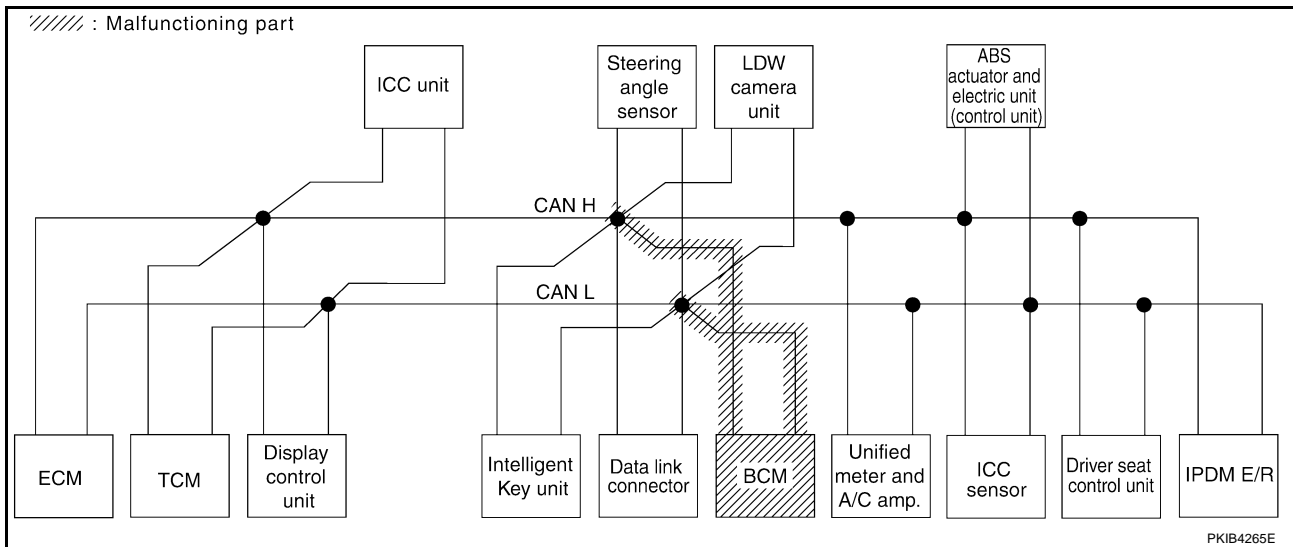 : Malfunctioning part
ICC unit
Steering
angle
sensor
LDW
camera
unit
ABS
actuator and
electric unit
(control unit)
CAN H
CAN L
ECM
TCM
Display
control
unit
Intelligent
Key unit
Data link
connector
BCM
Unified
meter and
A/C amp.
ICC
sensor
Driver seat
control unit
IPDM E/R
PKIB4265E